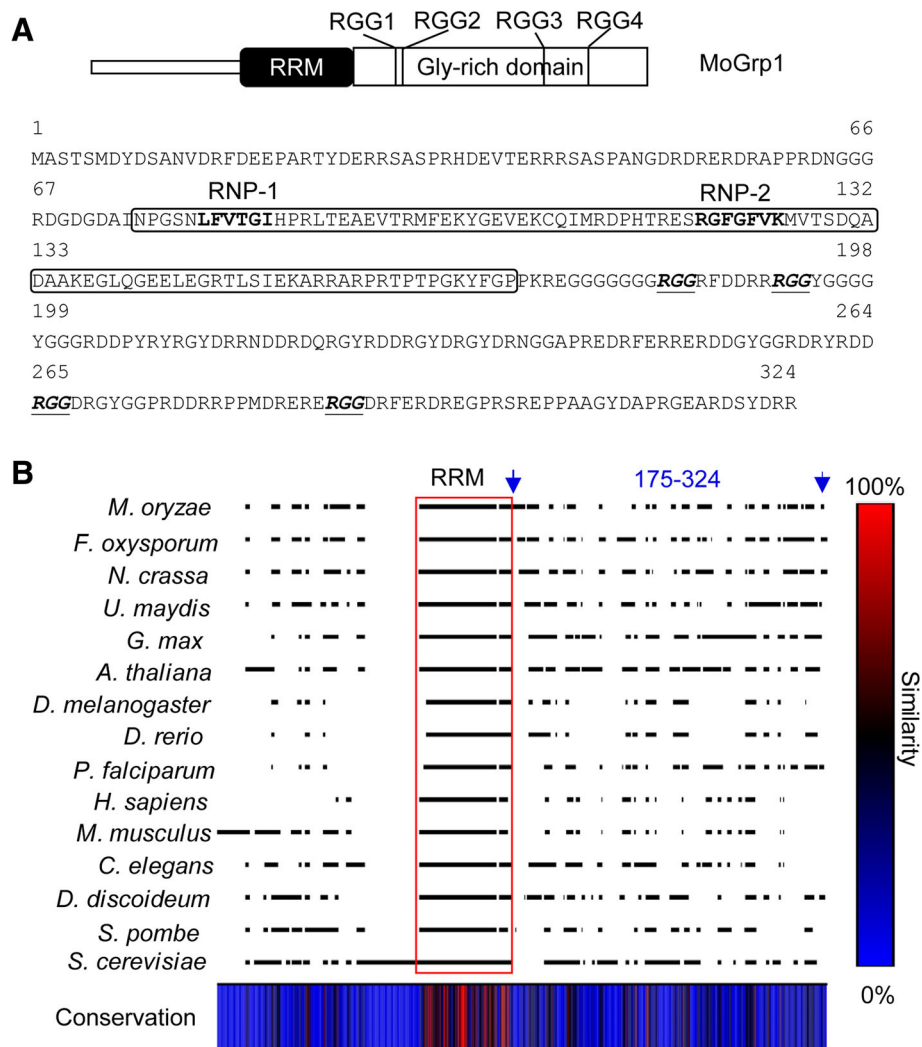 A
RGG1 RGG2 RGG3 RGG4
RRM Gly-rich domain MoGrp1
1 66
MASTSMDYDSANVDRFDEEPARTYDERRSASPRHDEVTERRRSASPANGDRDRERDRAPPRDNGGG
67 RNP-1 RNP-2 132
RDGDGDAINPGSNLFVTGIHPRLTEAEVTRMFEKYGEVEKCQIMRDPHTRESRGFGFVKMVTSDQA
133 198
DAAKEGLQGEELEGRTLSIEKARRARPRTPTPGKYFGPPKREGGGGGGGRGGRFDDRRRGGYGGGG
199 264
YGGGRDDPYRYRGYDRRNDDRDQRGYRDDRGYDRGYDRNGGAPREDRFERRERDDGYGGRDRYRDD
265 324
RGGDRGYGGPRDDRRPPMDRERERGGDRFERDREGPRSREPPAAGYDAPRGEARDSYDRR
B
RRM 175-324
100%
M. oryzae
F. oxysporum
N. crassa
U. maydis
G. max
A. thaliana
D. melanogaster
D. rerio
P. falciparum
H. sapiens
M. musculus
C. elegans
D. discoideum
S. pombe
S. cerevisiae
Similarity
0%
Conservation